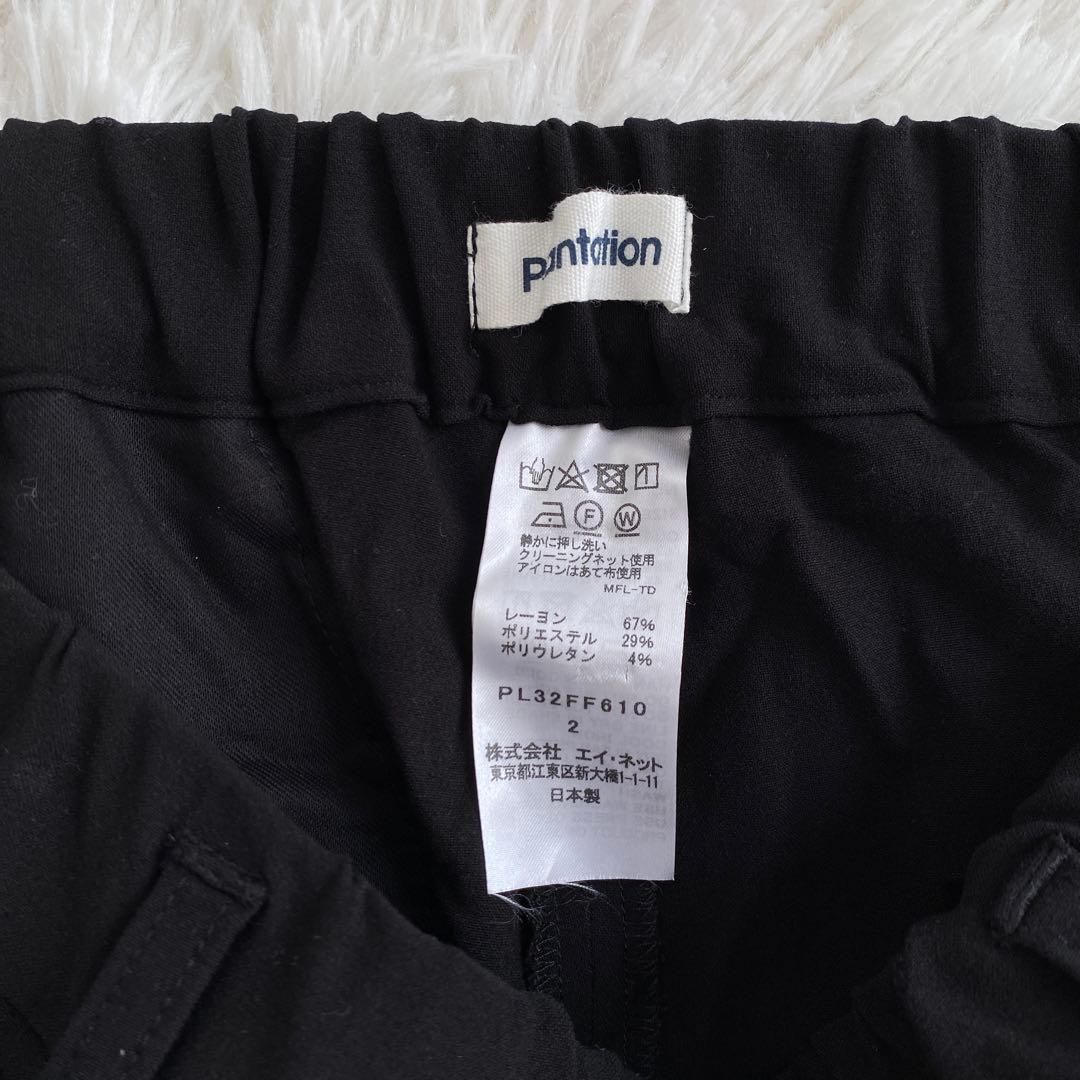 Plantation
F W
静かに押し洗い
クリーニングネット使用
アイロンはあて布使用
MFL-TD
レーヨン 67%
ポリエステル 29%
ポリウレタン 4%
PL32FF610
2
株式会社 エイ・ネット
東京都江東区新大橋1-1-11
日本製